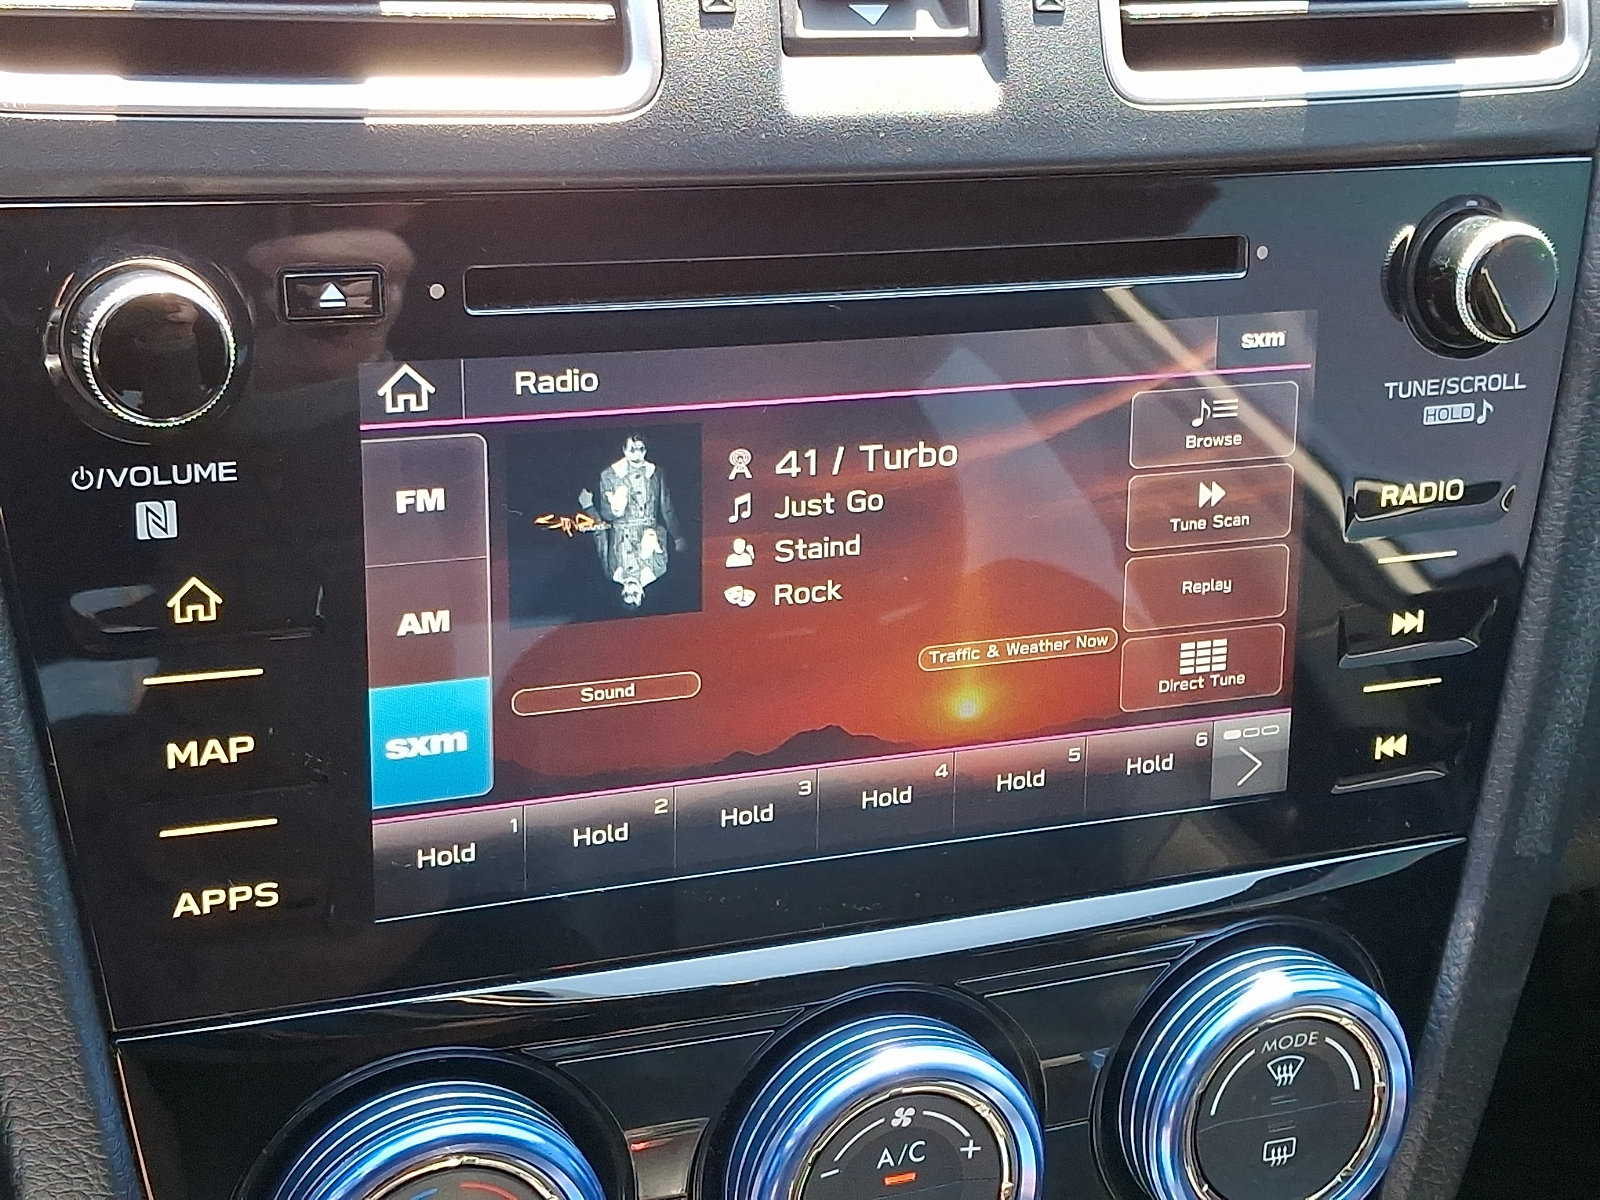 Radio
sxm
FM
AM
sxm
41 / Turbo
Just Go
Staind
Rock
Browse
Tune Scan
Replay
Direct Tune
Traffic & Weather Now
Sound
1
Hold
2
Hold
3
Hold
4
Hold
5
Hold
6
Hold
/VOLUME
N
MAP
APPS
TUNE/SCROLL
HOLD
RADIO
A/C
- +
MODE